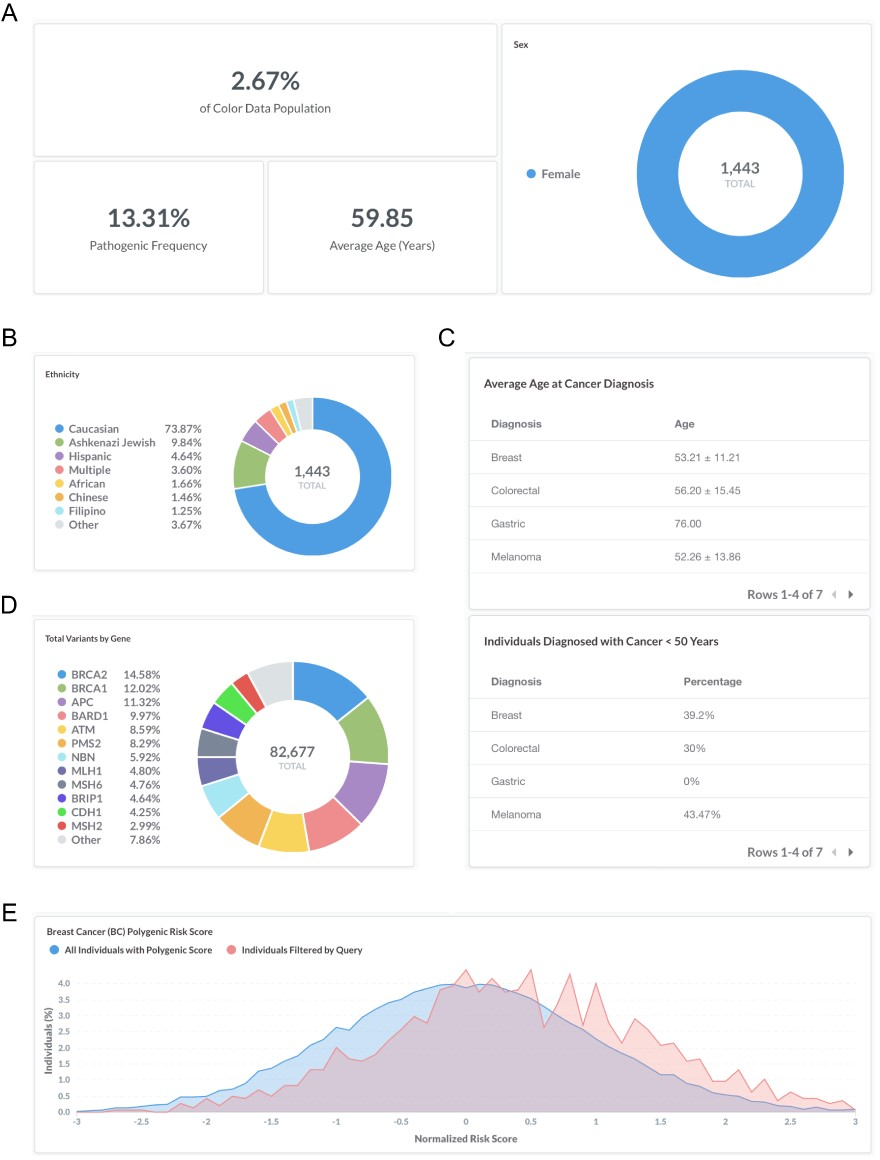 A
2.67%
of Color Data Population
13.31%
Pathogenic Frequency
59.85
Average Age (Years)
Sex
Female
1,443
TOTAL
B
Ethnicity
Caucasian 73.87%
Ashkenazi Jewish 9.84%
Hispanic 4.64%
Multiple 3.60%
African 1.66%
Chinese 1.46%
Filipino 1.25%
Other 3.67%
1,443
TOTAL
C
Average Age at Cancer Diagnosis
Diagnosis Age
Breast 53.21 ± 11.21
Colorectal 56.20 ± 15.45
Gastric 76.00
Melanoma 52.26 ± 13.86
Rows 1-4 of 7
Individuals Diagnosed with Cancer < 50 Years
Diagnosis Percentage
Breast 39.2%
Colorectal 30%
Gastric 0%
Melanoma 43.47%
Rows 1-4 of 7
D
Total Variants by Gene
BRCA2 14.58%
BRCA1 12.02%
APC 11.32%
BARD1 9.97%
ATM 8.59%
PMS2 8.29%
NBN 5.92%
MLH1 4.80%
MSH6 4.76%
BRIP1 4.64%
CDH1 4.25%
MSH2 2.99%
Other 7.86%
82,677
TOTAL
E
Breast Cancer (BC) Polygenic Risk Score
All Individuals with Polygenic Score Individuals Filtered by Query
Individuals (%)
4.0
3.5
3.0
2.5
2.0
1.5
1.0
0.5
0.0
-3 -2.5 -2 -1.5 -1 -0.5 0 0.5 1 1.5 2 2.5 3
Normalized Risk Score